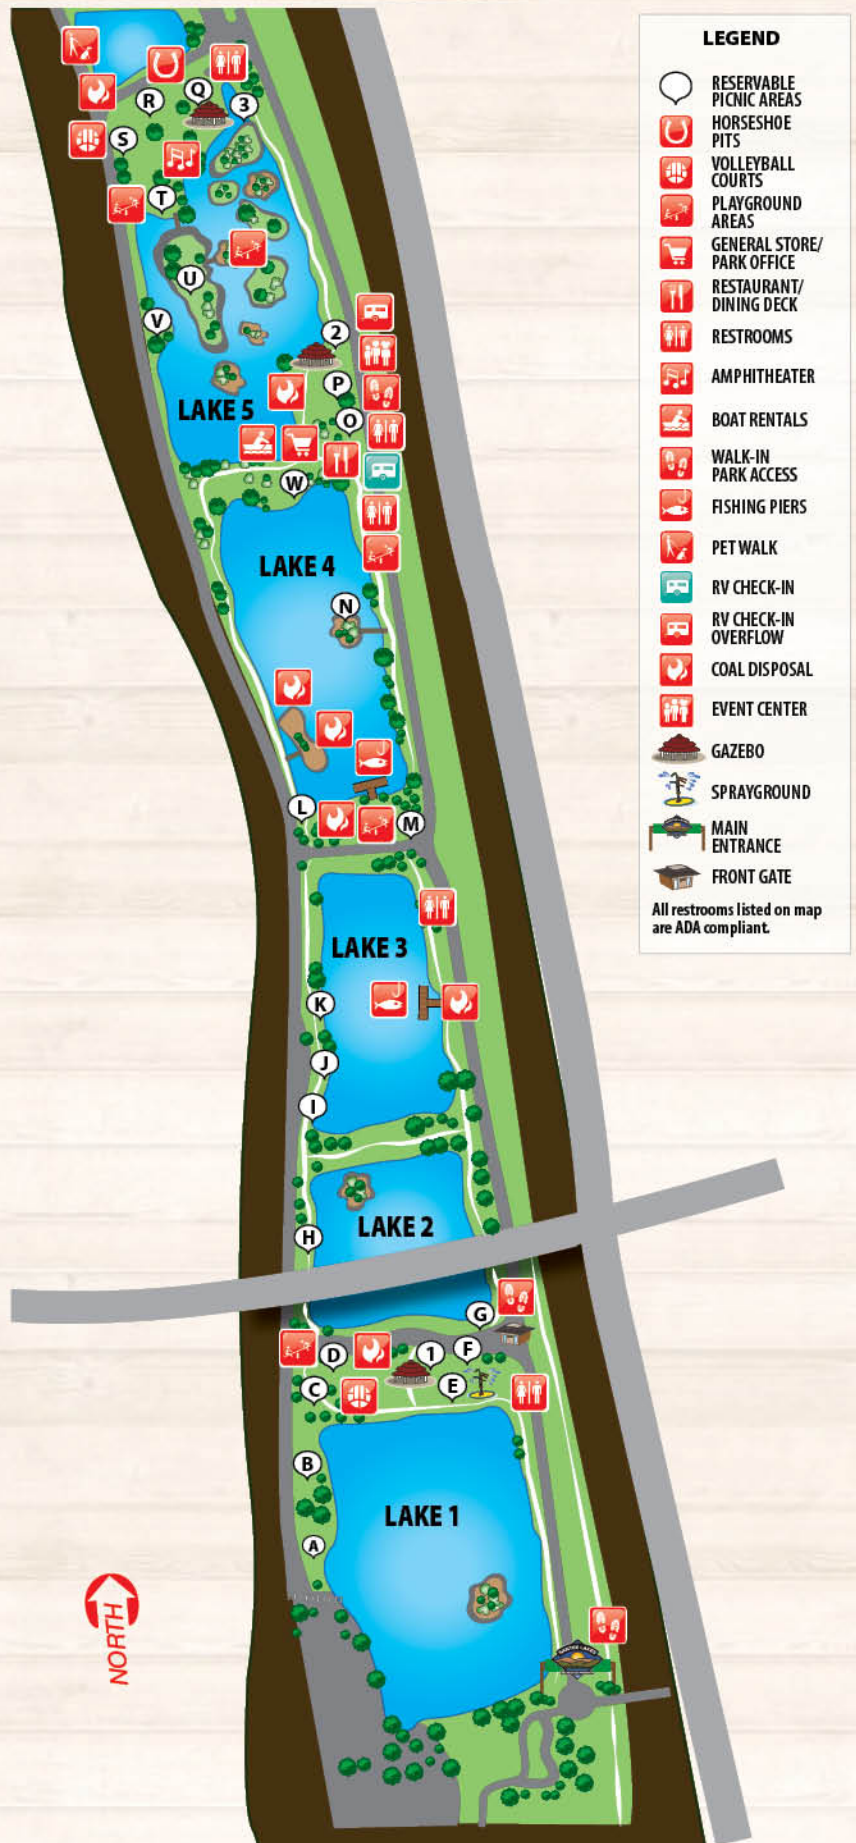 LEGEND
RESERVABLE
PICNIC AREAS
HORSESHOE
PITS
VOLLEYBALL
COURTS
PLAYGROUND
AREAS
GENERAL STORE/
PARK OFFICE
RESTAURANT/
DINING DECK
RESTROOMS
AMPHITHEATER
BOAT RENTALS
WALK-IN
PARK ACCESS
FISHING PIERS
PET WALK
RV CHECK-IN
RV CHECK-IN
OVERFLOW
COAL DISPOSAL
EVENT CENTER
GAZEBO
SPRAYGROUND
MAIN
ENTRANCE
FRONT GATE
All restrooms listed on map
are ADA compliant.
Q
R
3
S
T
U
V
2
P
LAKE 5
O
W
LAKE 4
N
L
M
LAKE 3
K
J
I
LAKE 2
H
G
F
1
D
E
C
B
LAKE 1
A
NORTH